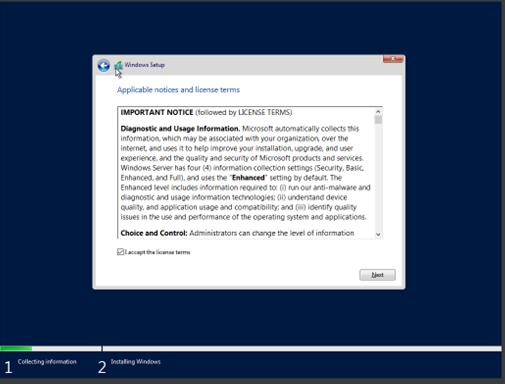 Windows Setup
Applicable notices and license terms
IMPORTANT NOTICE (followed by LICENSE TERMS)
Diagnostic and Usage Information. Microsoft automatically collects this
information, which may be associated with your organization, over the
internet, and uses it to help improve your installation, upgrade, and user
experience, and the quality and security of Microsoft products and services.
Windows Server has four (4) information collection settings (Security, Basic,
Enhanced, and Full), and uses the "Enhanced" setting by default. The
Enhanced level includes information required to: (i) run our anti-malware and
diagnostic and usage information technologies; (ii) understand device
quality, and application usage and compatibility; and (iii) identify quality
issues in the use and performance of the operating system and applications.
Choice and Control: Administrators can change the level of information
I accept the license terms
Next
1 Collecting information
2 Installing Windows